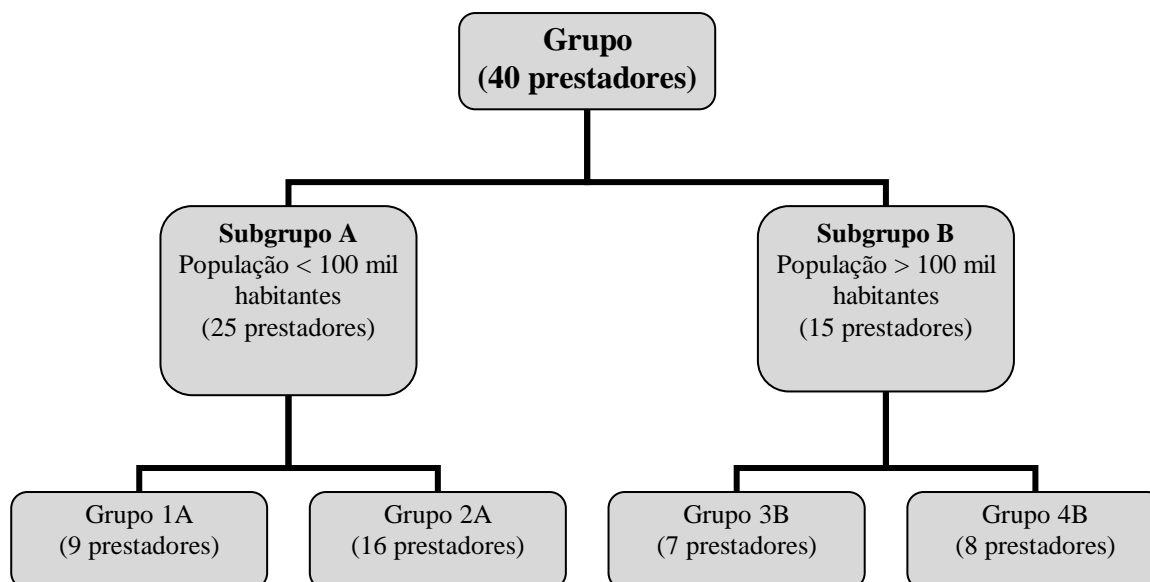 Grupo
(40 prestadores)
Subgrupo A
População < 100 mil
habitantes
(25 prestadores)
Subgrupo B
População > 100 mil
habitantes
(15 prestadores)
Grupo 1A
(9 prestadores)
Grupo 2A
(16 prestadores)
Grupo 3B
(7 prestadores)
Grupo 4B
(8 prestadores)